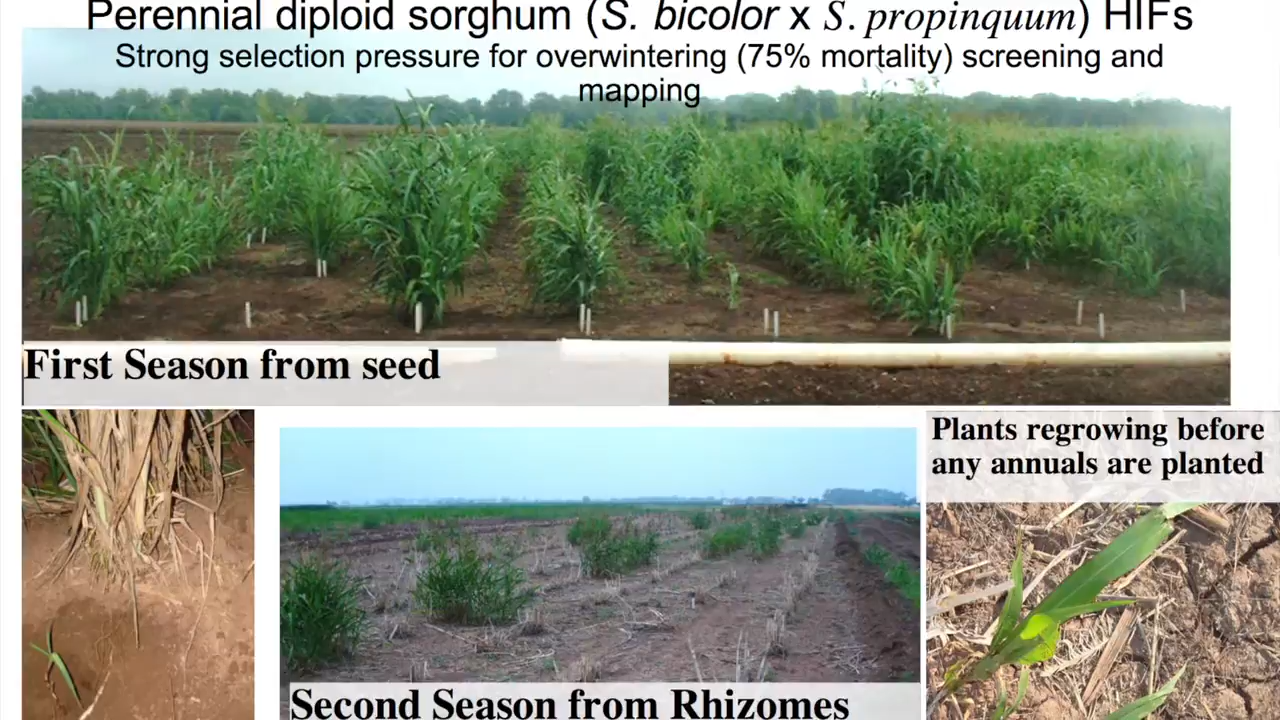 Perennial diploid sorghum (S. bicolor x S. propinquum) HIFs
Strong selection pressure for overwintering (75% mortality) screening and
mapping
First Season from seed
Plants regrowing before
any annuals are planted
Second Season from Rhizomes